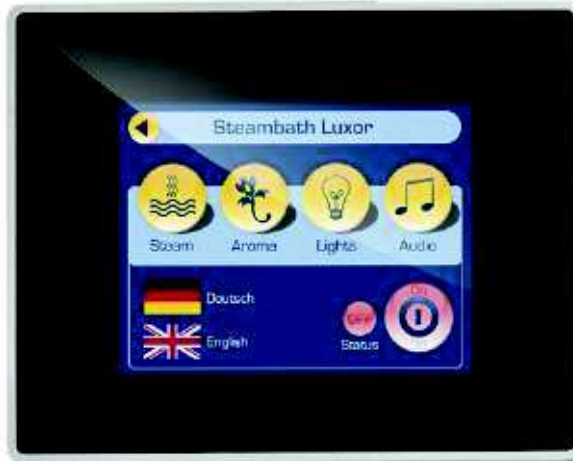 Steambath Luxor
Steam Aroma Lights Audio
Deutsch
English
On
OFF
Status